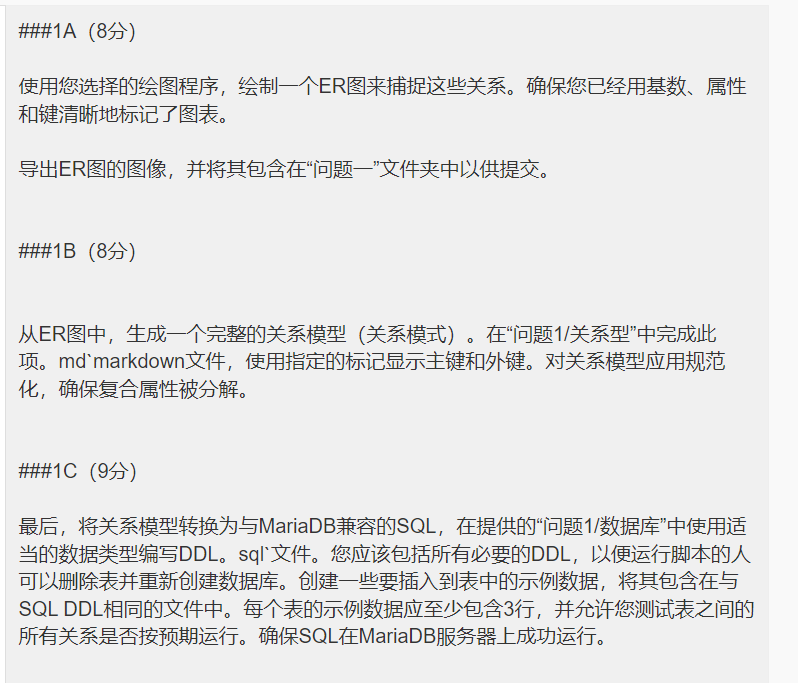 ###1A（8分）
使用您选择的绘图程序，绘制一个ER图来捕捉这些关系。确保您已经用基数、属性
和键清晰地标记了图表。
导出ER图的图像，并将其包含在“问题一”文件夹中以供提交。
###1B（8分）
从ER图中，生成一个完整的关系模型（关系模式）。在“问题1/关系型”中完成此
项。md`markdown文件，使用指定的标记显示主键和外键。对关系模型应用规范
化，确保复合属性被分解。
###1C（9分）
最后，将关系模型转换为与MariaDB兼容的SQL，在提供的“问题1/数据库”中使用适
当的数据类型编写DDL。sql`文件。您应该包括所有必要的DDL，以便运行脚本的人
可以删除表并重新创建数据库。创建一些要插入到表中的示例数据，将其包含在与
SQL DDL相同的文件中。每个表的示例数据应至少包含3行，并允许您测试表之间的
所有关系是否按预期运行。确保SQL在MariaDB服务器上成功运行。